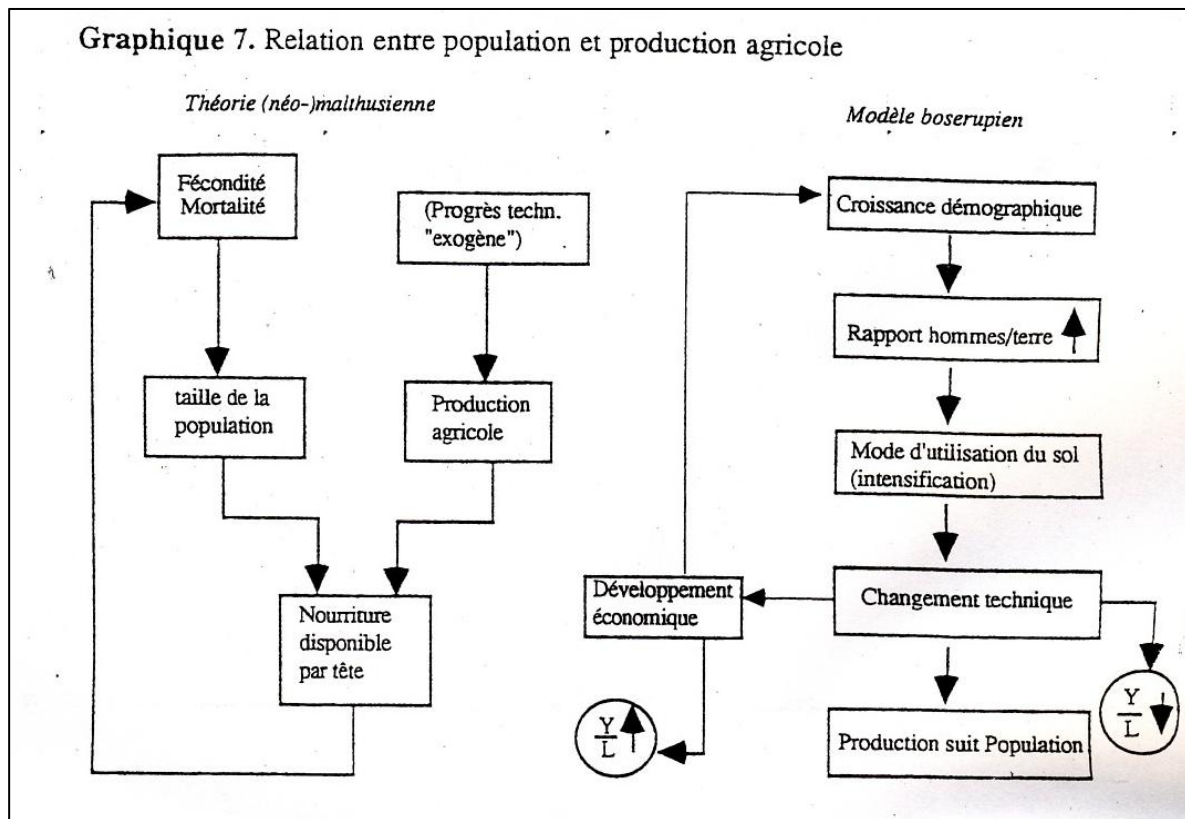 Graphique 7. Relation entre population et production agricole
Théorie (néo-)malthusienne
Fécondité
Mortalité
(Progrès techn.
"exogène")
taille de la
population
Production
agricole
Nourriture
disponible
par tête
Modèle boserupien
Croissance démographique
Rapport hommes/terre
Mode d'utilisation du sol
(intensification)
Changement technique
Développement
économique
Y
L
Production suit Population
Y
L